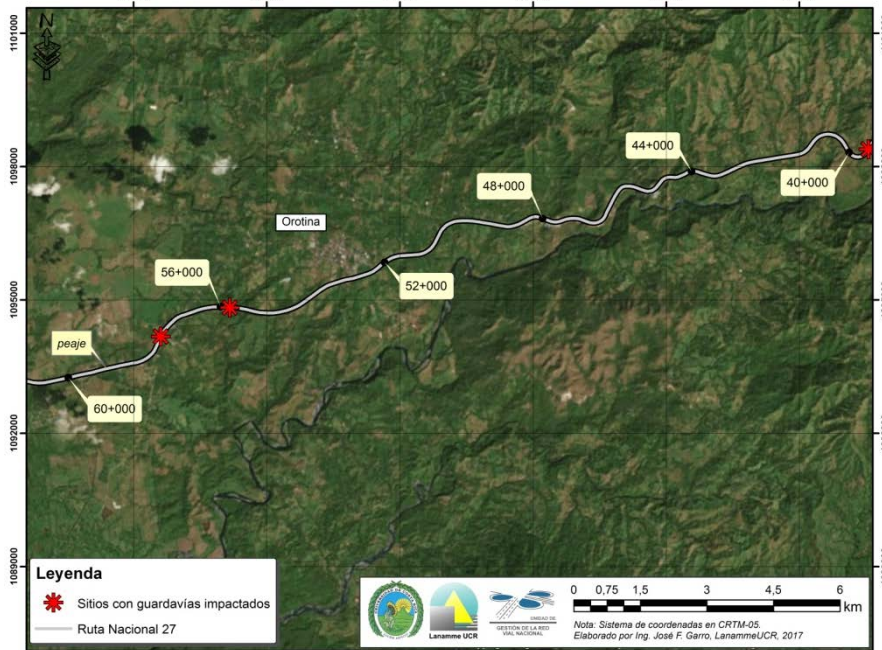 N
1101000
1098000
1095000
1092000
1089000
44+000
48+000
40+000
Orotina
56+000
52+000
peaje
60+000
Leyenda
Sitios con guardavías impactados
Ruta Nacional 27
Lanamme UCR
UNIDAD DE
GESTIÓN DE LA RED
VIAL NACIONAL
0 0,75 1,5 3 4,5 6
km
Nota: Sistema de coordenadas en CRTM-05.
Elaborado por Ing. José F. Garro, LanammeUCR, 2017